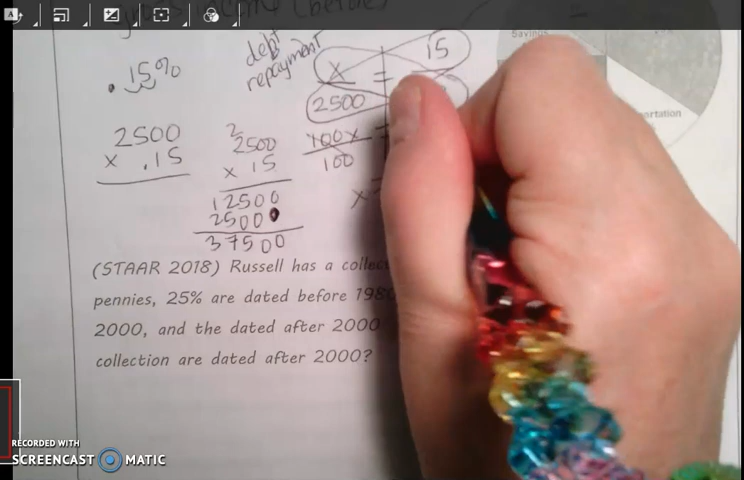 .15%
debt
repayment
x = 15
2500
2500
x .15
2
2500
x 15
12500
25000
37500
100x =
100
x =
(STAAR 2018) Russell has a collec
pennies, 25% are dated before 198
2000, and the dated after 2000
collection are dated after 2000?
RECORDED WITH
SCREENCAST MATIC